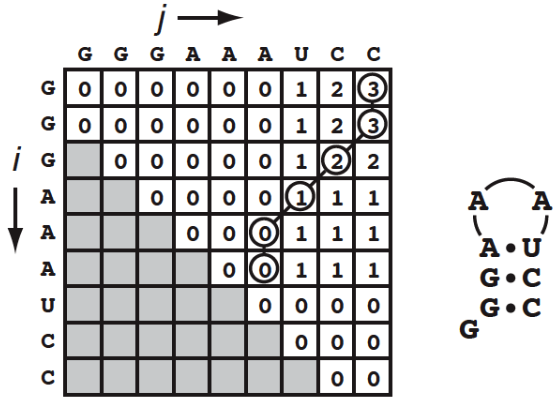 j
G G G A A A U C C
i
G 0 0 0 0 0 0 1 2 3
G 0 0 0 0 0 0 1 2 3
G 0 0 0 0 0 1 2 2
A 0 0 0 0 1 1 1
A 0 0 0 1 1 1
A 0 0 1 1 1
U 0 0 0 0
C 0 0 0
C 0 0
A A
A • U
G • C
G • C
G